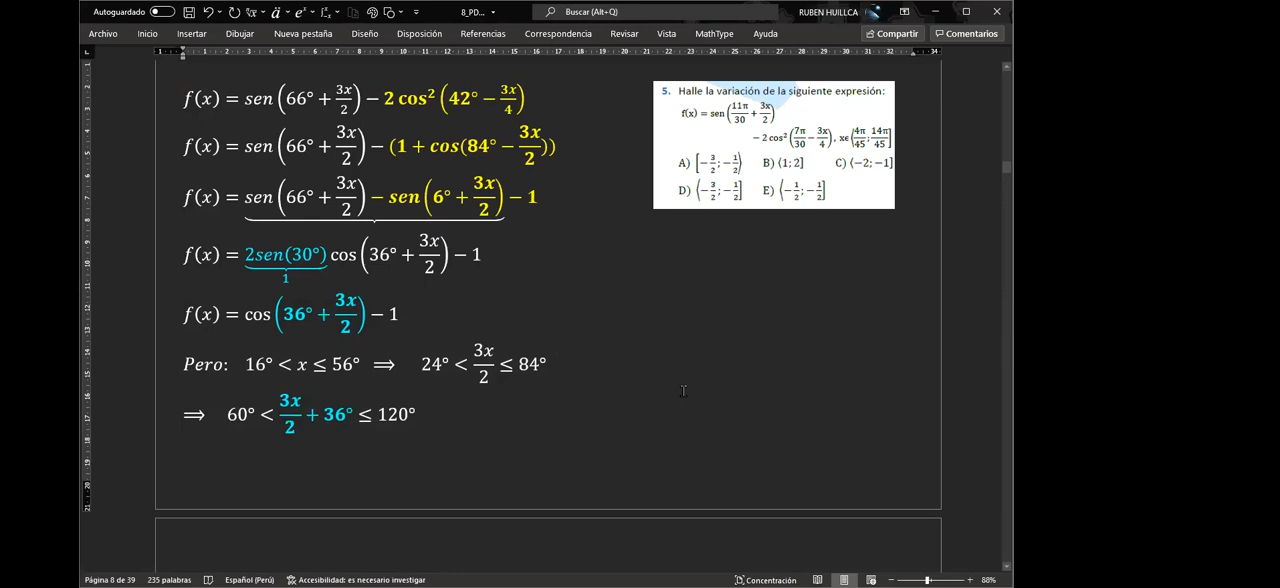 Autoguardado 8_PD... Buscar (Alt+Q) RUBEN HUILLCA
Archivo Inicio Insertar Dibujar Nueva pestaña Diseño Disposición Referencias Correspondencia Revisar Vista MathType Ayuda Compartir Comentarios
f(x) = sen(66° + 3x/2) − 2 cos²(42° − 3x/4)
f(x) = sen(66° + 3x/2) − (1 + cos(84° − 3x/2))
f(x) = sen(66° + 3x/2) − sen(6° + 3x/2) − 1
f(x) = 2sen(30°) cos(36° + 3x/2) − 1
1
f(x) = cos(36° + 3x/2) − 1
Pero: 16° < x ≤ 56° ⟹ 24° < 3x/2 ≤ 84°
⟹ 60° < 3x/2 + 36° ≤ 120°
5. Halle la variación de la siguiente expresión:
f(x) = sen(11π/30 + 3x/2)
− 2 cos²(7π/30 − 3x/4), xϵ⟨4π/45; 14π/45]
A) [−3/2; −1/2⟩ B) ⟨1; 2] C) ⟨−2; −1]
D) ⟨−3/2; −1/2] E) ⟨−1/2; −1/2]
Página 8 de 39 235 palabras Español (Perú) Accesibilidad: es necesario investigar Concentración 88%